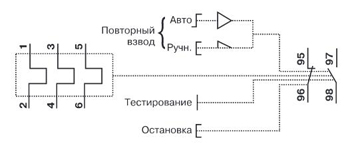 Авто
Повторный
взвод
Ручн.
1 3 5
95 97
2 4 6
96 98
Тестирование
Остановка